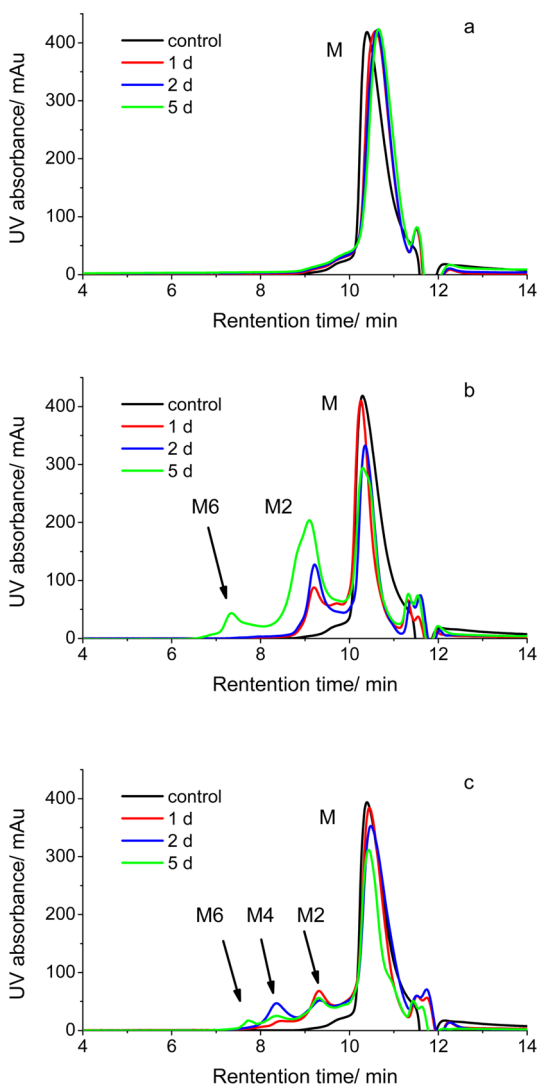 a
M
control
1 d
2 d
5 d
400
300
200
100
0
UV absorbance/ mAu
4 6 8 10 12 14
Rentention time/ min
b
M
control
1 d
2 d
5 d
M6 M2
400
300
200
100
0
UV absorbance/ mAu
4 6 8 10 12 14
Rentention time/ min
c
M
control
1 d
2 d
5 d
M6 M4 M2
400
300
200
100
0
UV absorbance/ mAu
4 6 8 10 12 14
Rentention time/ min